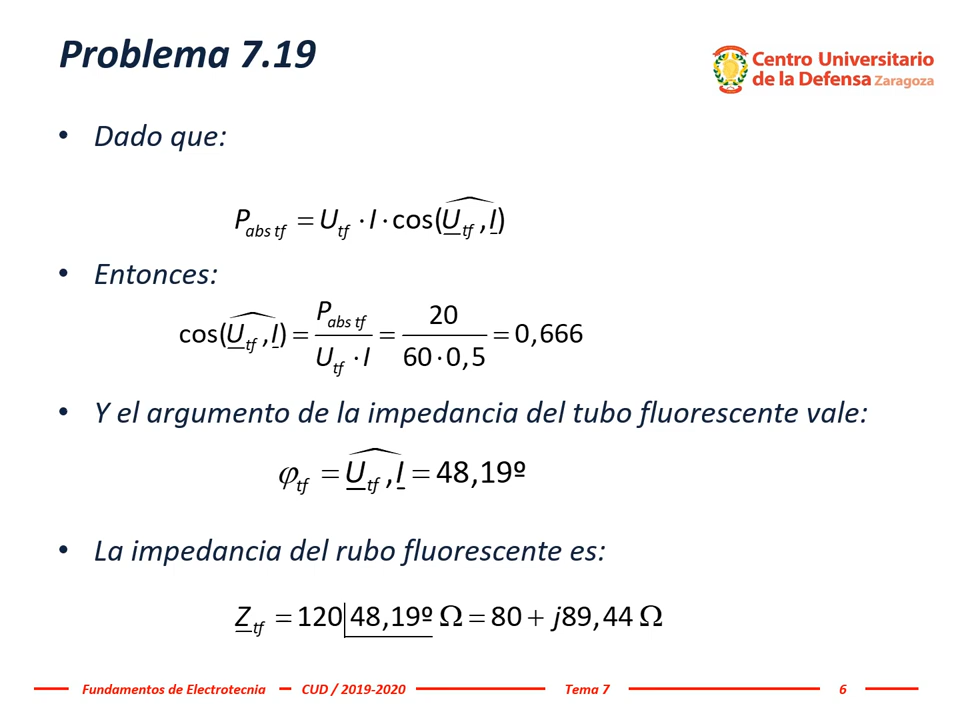 Problema 7.19
Centro Universitario
de la Defensa Zaragoza
• Dado que:
P_abs tf = U_tf · I · cos(U_tf , I)
• Entonces:
cos(U_tf , I) = P_abs tf / (U_tf · I) = 20 / (60 · 0,5) = 0,666
• Y el argumento de la impedancia del tubo fluorescente vale:
φ_tf = U_tf , I = 48,19º
• La impedancia del rubo fluorescente es:
Z_tf = 120 |48,19º Ω = 80 + j89,44 Ω
Fundamentos de Electrotecnia CUD / 2019-2020 Tema 7 6